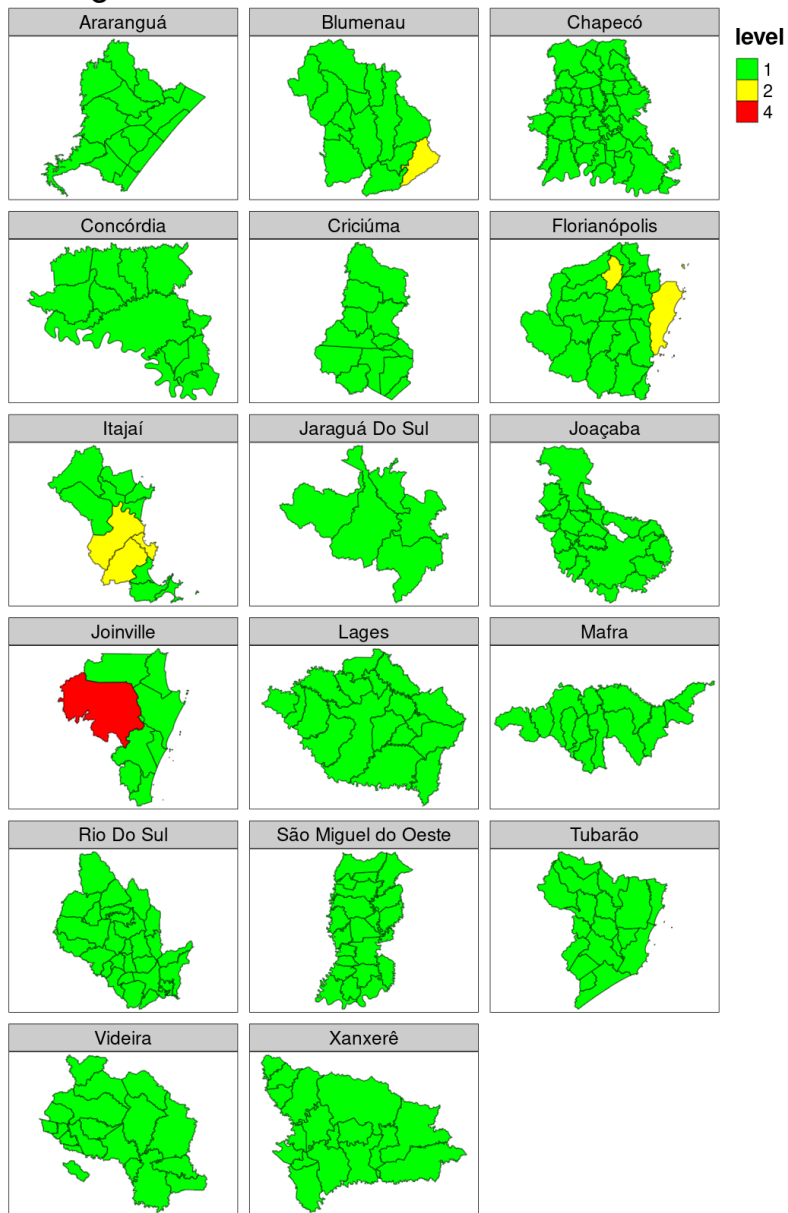 Araranguá
Blumenau
Chapecó
level
1
2
4
Concórdia
Criciúma
Florianópolis
Itajaí
Jaraguá Do Sul
Joaçaba
Joinville
Lages
Mafra
Rio Do Sul
São Miguel do Oeste
Tubarão
Videira
Xanxerê